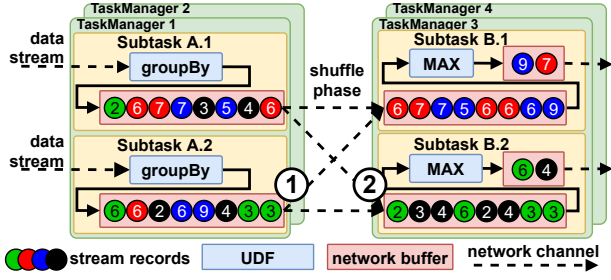 TaskManager 2
TaskManager 1
data
stream
Subtask A.1
groupBy
2 6 7 7 3 5 4 6
data
stream
Subtask A.2
groupBy
6 6 2 6 9 4 3 3
shuffle
phase
1
2
TaskManager 4
TaskManager 3
Subtask B.1
MAX
9 7
6 7 7 5 6 6 6 9
Subtask B.2
MAX
6 4
2 3 4 6 2 4 3 3
stream records
UDF
network buffer
network channel